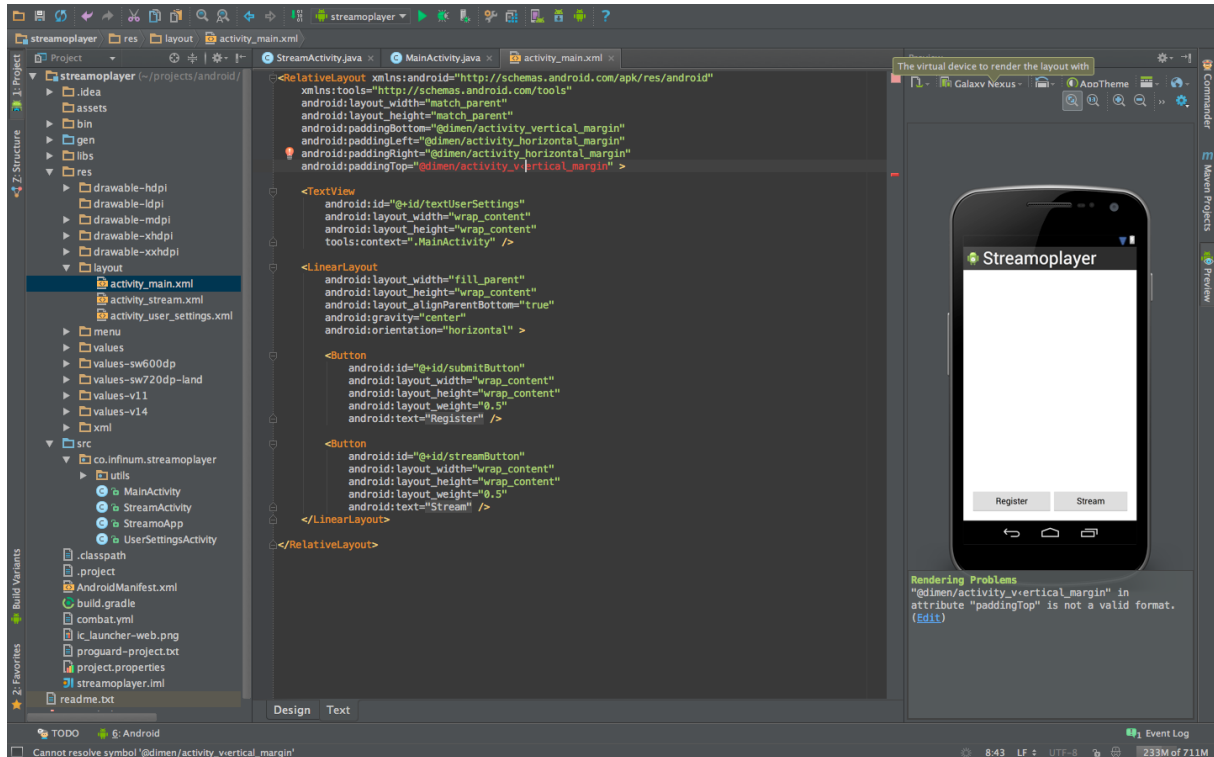 streamoplayer
?
streamoplayer
res
layout
activity_main.xml
1: Project
Z: Structure
Build Variants
2: Favorites
Project
streamoplayer (~/projects/android/
.idea
assets
bin
gen
libs
res
drawable-hdpi
drawable-ldpi
drawable-mdpi
drawable-xhdpi
drawable-xxhdpi
layout
activity_main.xml
activity_stream.xml
activity_user_settings.xml
menu
values
values-sw600dp
values-sw720dp-land
values-v11
values-v14
xml
src
co.infinum.streamoplayer
utils
MainActivity
StreamActivity
StreamoApp
UserSettingsActivity
.classpath
.project
AndroidManifest.xml
build.gradle
combat.yml
ic_launcher-web.png
proguard-project.txt
project.properties
streamoplayer.iml
readme.txt
StreamActivity.java
MainActivity.java
activity_main.xml
<RelativeLayout xmlns:android="http://schemas.android.com/apk/res/android"
xmlns:tools="http://schemas.android.com/tools"
android:layout_width="match_parent"
android:layout_height="match_parent"
android:paddingBottom="@dimen/activity_vertical_margin"
android:paddingLeft="@dimen/activity_horizontal_margin"
android:paddingRight="@dimen/activity_horizontal_margin"
android:paddingTop="@dimen/activity_v‹ertical_margin" >
<TextView
android:id="@+id/textUserSettings"
android:layout_width="wrap_content"
android:layout_height="wrap_content"
tools:context=".MainActivity" />
<LinearLayout
android:layout_width="fill_parent"
android:layout_height="wrap_content"
android:layout_alignParentBottom="true"
android:gravity="center"
android:orientation="horizontal" >
<Button
android:id="@+id/submitButton"
android:layout_width="wrap_content"
android:layout_height="wrap_content"
android:layout_weight="0.5"
android:text="Register" />
<Button
android:id="@+id/streamButton"
android:layout_width="wrap_content"
android:layout_height="wrap_content"
android:layout_weight="0.5"
android:text="Stream" />
</LinearLayout>
</RelativeLayout>
Design
Text
The virtual device to render the layout with
Galaxy Nexus
AppTheme
Streamoplayer
Register
Stream
Rendering Problems
"@dimen/activity_v‹ertical_margin" in
attribute "paddingTop" is not a valid format.
(Edit)
Commander
m Maven Projects
Preview
TODO
6: Android
1 Event Log
Cannot resolve symbol '@dimen/activity_v‹ertical_margin'
8:43
LF
UTF-8
233M of 711M